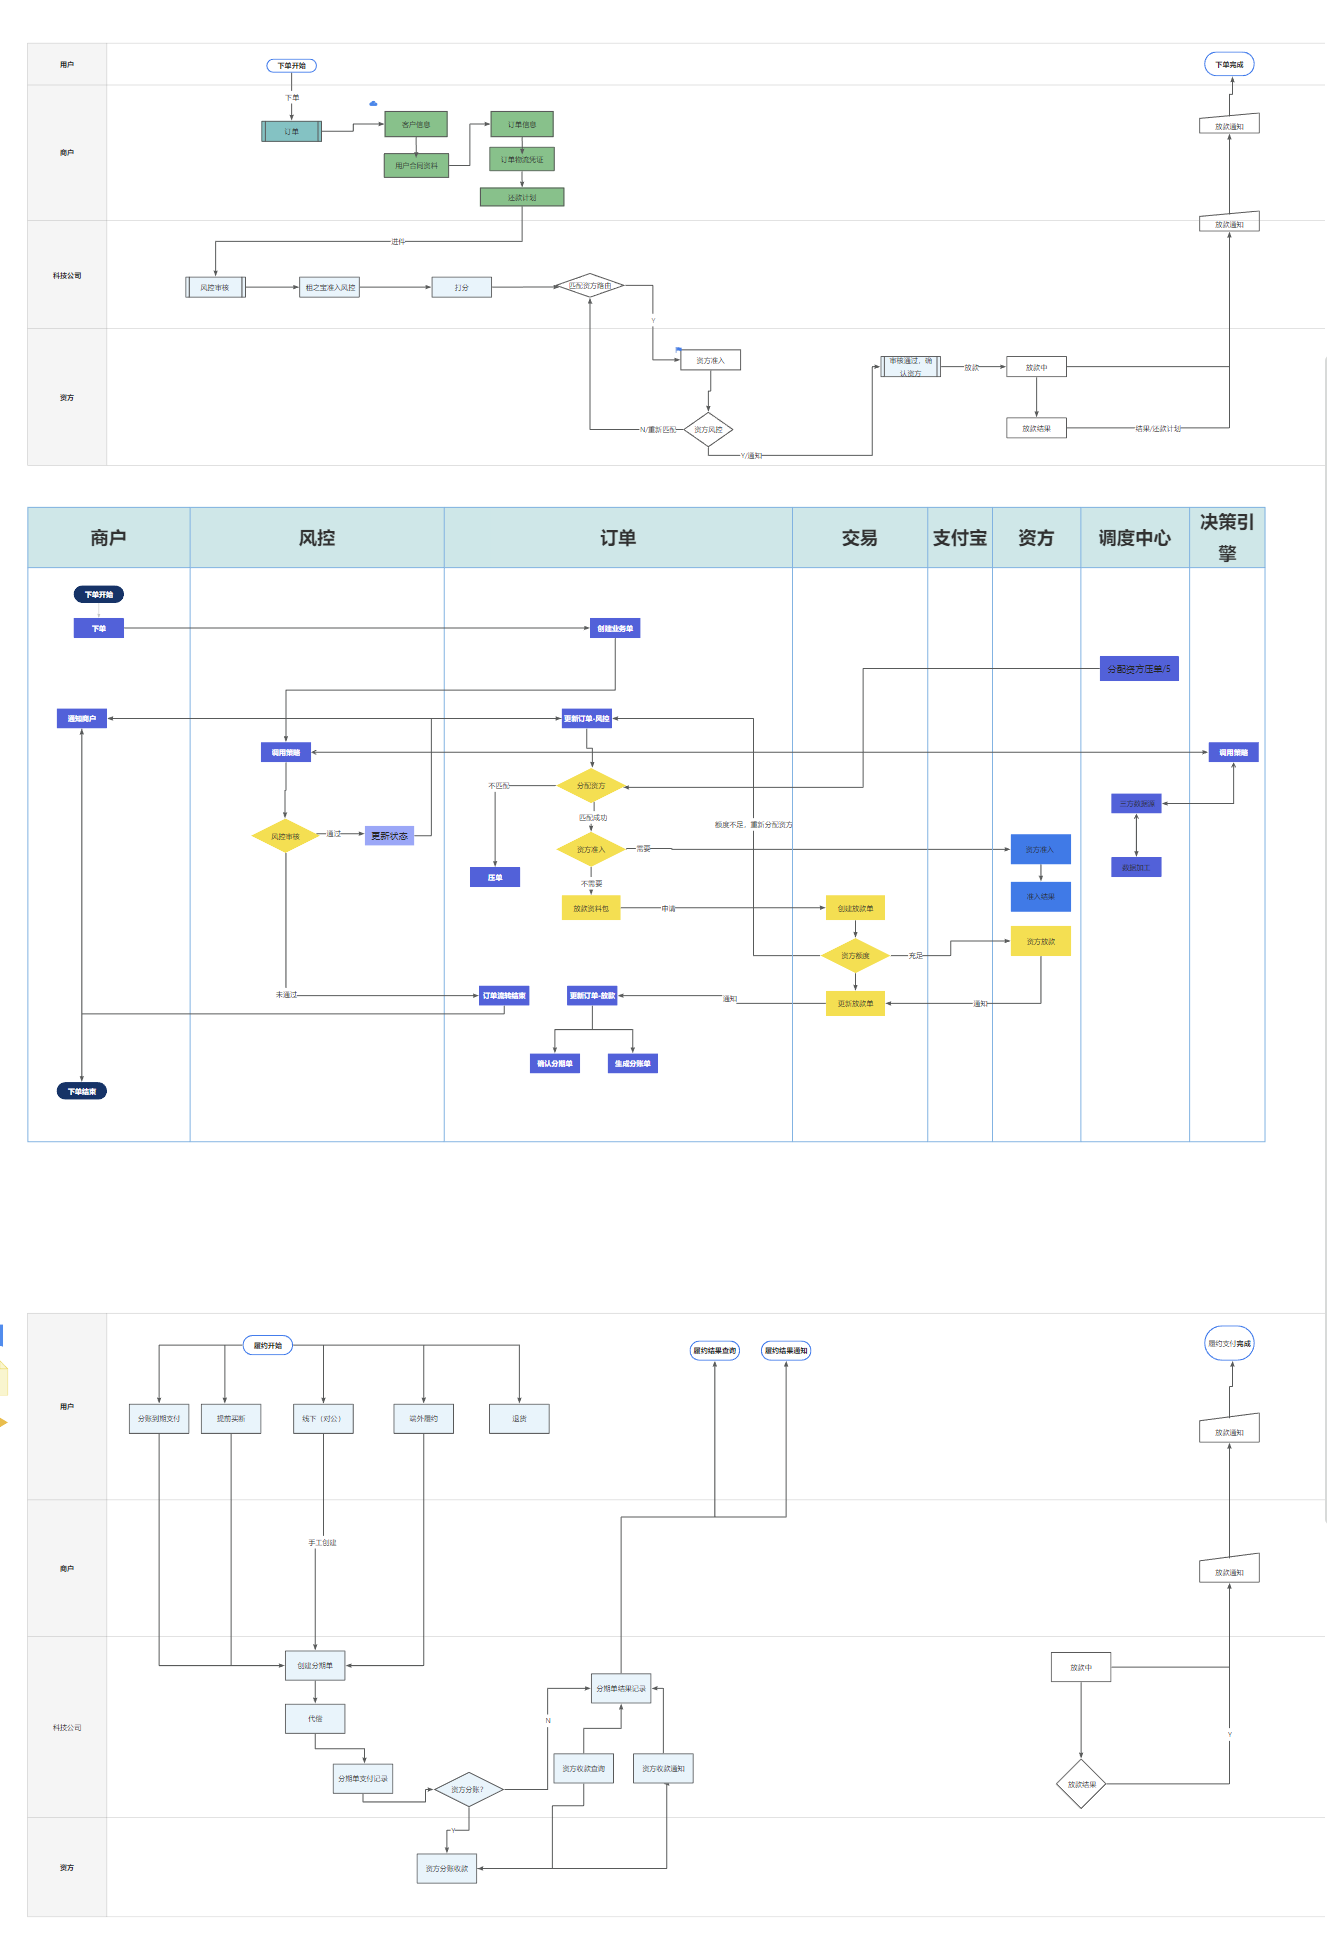 用户
下单开始
下单完成
下单
商户
订单
客户信息
订单信息
用户合同资料
订单物流凭证
还款计划
放款通知
放款通知
进件
科技公司
风控审核
租之宝准入风控
打分
匹配资方路由
Y
资方
资方准入
审核通过，确
认资方
放款
放款中
资方风控
N/重新匹配
Y/通知
放款结果
结果/还款计划
商户
风控
订单
交易
支付宝
资方
调度中心
决策引
擎
下单开始
下单
创建业务单
分配资方压单/5
通知商户
更新订单-风控
调用策略
调用策略
不匹配
分配资方
三方数据源
匹配成功
额度不足，重新分配资方
风控审核
通过
更新状态
资方准入
需要
资方准入
数据加工
压单
不需要
准入结果
放款资料包
申请
创建放款单
资方放款
资方额度
充足
未通过
订单流转结束
更新订单-放款
通知
更新放款单
通知
确认分期单
生成分账单
下单结束
用户
履约开始
履约结果查询
履约结果通知
履约支付完成
分账到期支付
提前买断
线下（对公）
端外履约
退货
放款通知
商户
手工创建
放款通知
科技公司
创建分期单
分期单结果记录
放款中
代偿
N
Y
分期单支付记录
资方分账？
资方收款查询
资方收款通知
放款结果
资方
Y
资方分账收款